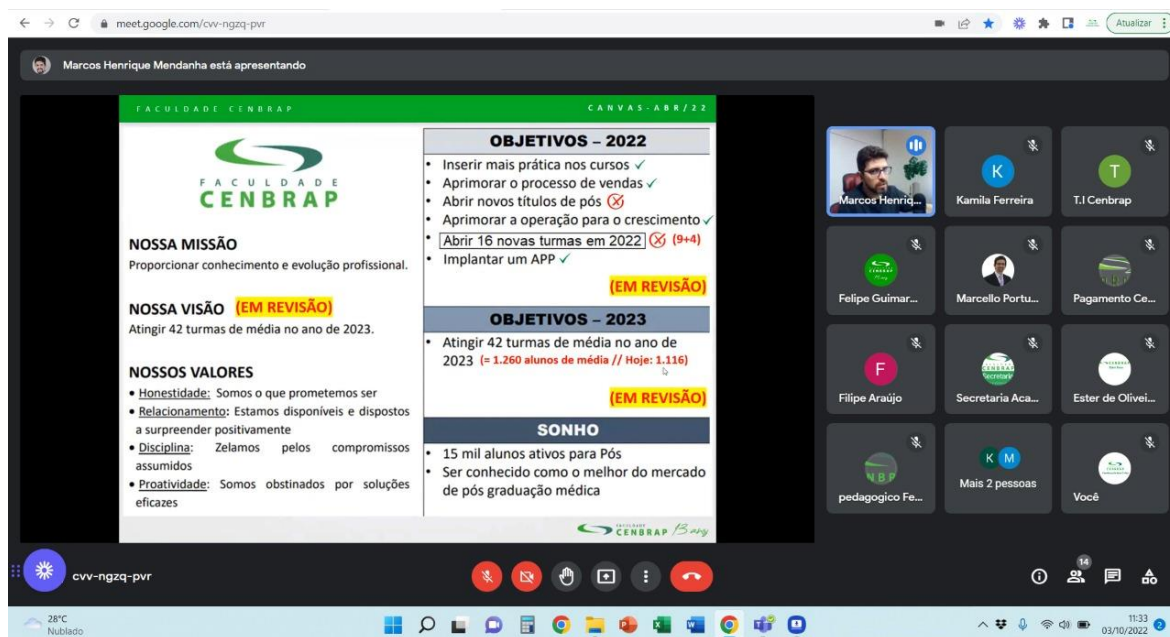 meet.google.com/cvv-ngzq-pvr
Atualizar
Marcos Henrique Mendanha está apresentando
FACULDADE CENBRAP
CANVAS-ABR/22
FACULDADE
CENBRAP
NOSSA MISSÃO
Proporcionar conhecimento e evolução profissional.
NOSSA VISÃO (EM REVISÃO)
Atingir 42 turmas de média no ano de 2023.
NOSSOS VALORES
• Honestidade: Somos o que prometemos ser
• Relacionamento: Estamos disponíveis e dispostos
a surpreender positivamente
• Disciplina: Zelamos pelos compromissos
assumidos
• Proatividade: Somos obstinados por soluções
eficazes
OBJETIVOS – 2022
• Inserir mais prática nos cursos ✓
• Aprimorar o processo de vendas ✓
• Abrir novos títulos de pós
• Aprimorar a operação para o crescimento ✓
• Abrir 16 novas turmas em 2022 (9+4)
• Implantar um APP ✓
(EM REVISÃO)
OBJETIVOS – 2023
• Atingir 42 turmas de média no ano de
2023 (= 1.260 alunos de média // Hoje: 1.116)
(EM REVISÃO)
SONHO
• 15 mil alunos ativos para Pós
• Ser conhecido como o melhor do mercado
de pós graduação médica
FACULDADE
CENBRAP
Marcos Henriq...
K
Kamila Ferreira
T
T.I Cenbrap
CENBRAP
Felipe Guimar...
Marcello Portu...
Pagamento Ce...
F
Filipe Araújo
CENBRAP
Secretaria
Secretaria Aca...
Ester de Olivei...
NBP
pedagogico Fe...
K M
Mais 2 pessoas
Você
cvv-ngzq-pvr
14
28°C
Nublado
11:33
03/10/2022
2